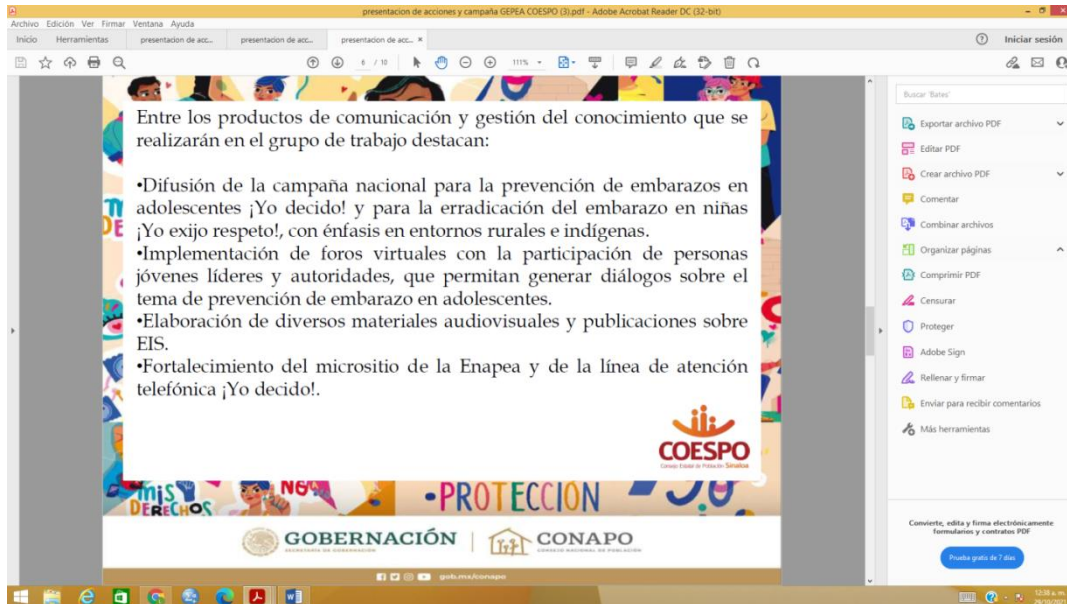 presentacion de acciones y campaña GEPEA COESPO (3).pdf - Adobe Acrobat Reader DC (32-bit)
Archivo Edición Ver Firmar Ventana Ayuda
Inicio Herramientas presentacion de acc... presentacion de acc... presentacion de acc... ×
Iniciar sesión
6 / 10
111%
Entre los productos de comunicación y gestión del conocimiento que se
realizarán en el grupo de trabajo destacan:
•Difusión de la campaña nacional para la prevención de embarazos en
adolescentes ¡Yo decido! y para la erradicación del embarazo en niñas
¡Yo exijo respeto!, con énfasis en entornos rurales e indígenas.
•Implementación de foros virtuales con la participación de personas
jóvenes líderes y autoridades, que permitan generar diálogos sobre el
tema de prevención de embarazo en adolescentes.
•Elaboración de diversos materiales audiovisuales y publicaciones sobre
EIS.
•Fortalecimiento del micrositio de la Enapea y de la línea de atención
telefónica ¡Yo decido!.
COESPO
Consejo Estatal de Población Sinaloa
MIS
DERECHOS
•PROTECCIÓN
GOBERNACIÓN
SECRETARÍA DE GOBERNACIÓN
CONAPO
CONSEJO NACIONAL DE POBLACIÓN
gob.mx/conapo
Buscar 'Bates'
Exportar archivo PDF
Editar PDF
Crear archivo PDF
Comentar
Combinar archivos
Organizar páginas
Comprimir PDF
Censurar
Proteger
Adobe Sign
Rellenar y firmar
Enviar para recibir comentarios
Más herramientas
Convierte, edita y firma electrónicamente
formularios y contratos PDF
Prueba gratis de 7 días
12:38 a. m.